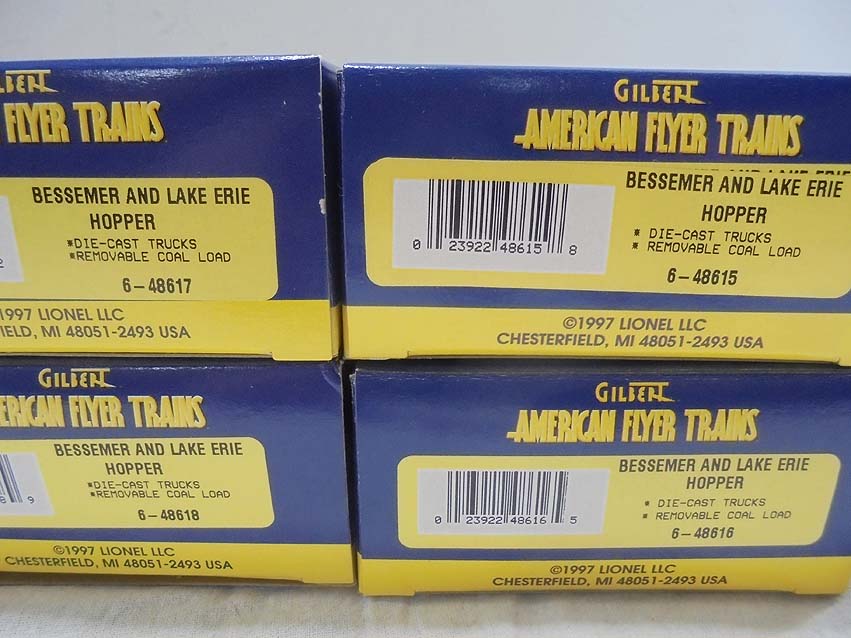 FLYER TRAINS
BESSEMER AND LAKE ERIE
HOPPER
*DIE-CAST TRUCKS
*REMOVABLE COAL LOAD
6-48617
1997 LIONEL LLC
MI 48051-2493 USA
GILBERT
AMERICAN FLYER TRAINS
BESSEMER AND LAKE ERIE
HOPPER
* DIE-CAST TRUCKS
* REMOVABLE COAL LOAD
6-48615
0 23922 48615 8
©1997 LIONEL LLC
CHESTERFIELD, MI 48051-2493 USA
GILBERT
FLYER TRAINS
BESSEMER AND LAKE ERIE
HOPPER
*DIE-CAST TRUCKS
*REMOVABLE COAL LOAD
8 9
6-48618
©1997 LIONEL LLC
CHESTERFIELD, MI 48051-2493 USA
GILBERT
AMERICAN FLYER TRAINS
BESSEMER AND LAKE ERIE
HOPPER
* DIE-CAST TRUCKS
* REMOVABLE COAL LOAD
6-48616
0 23922 48616 5
©1997 LIONEL LLC
CHESTERFIELD, MI 48051-2493 USA